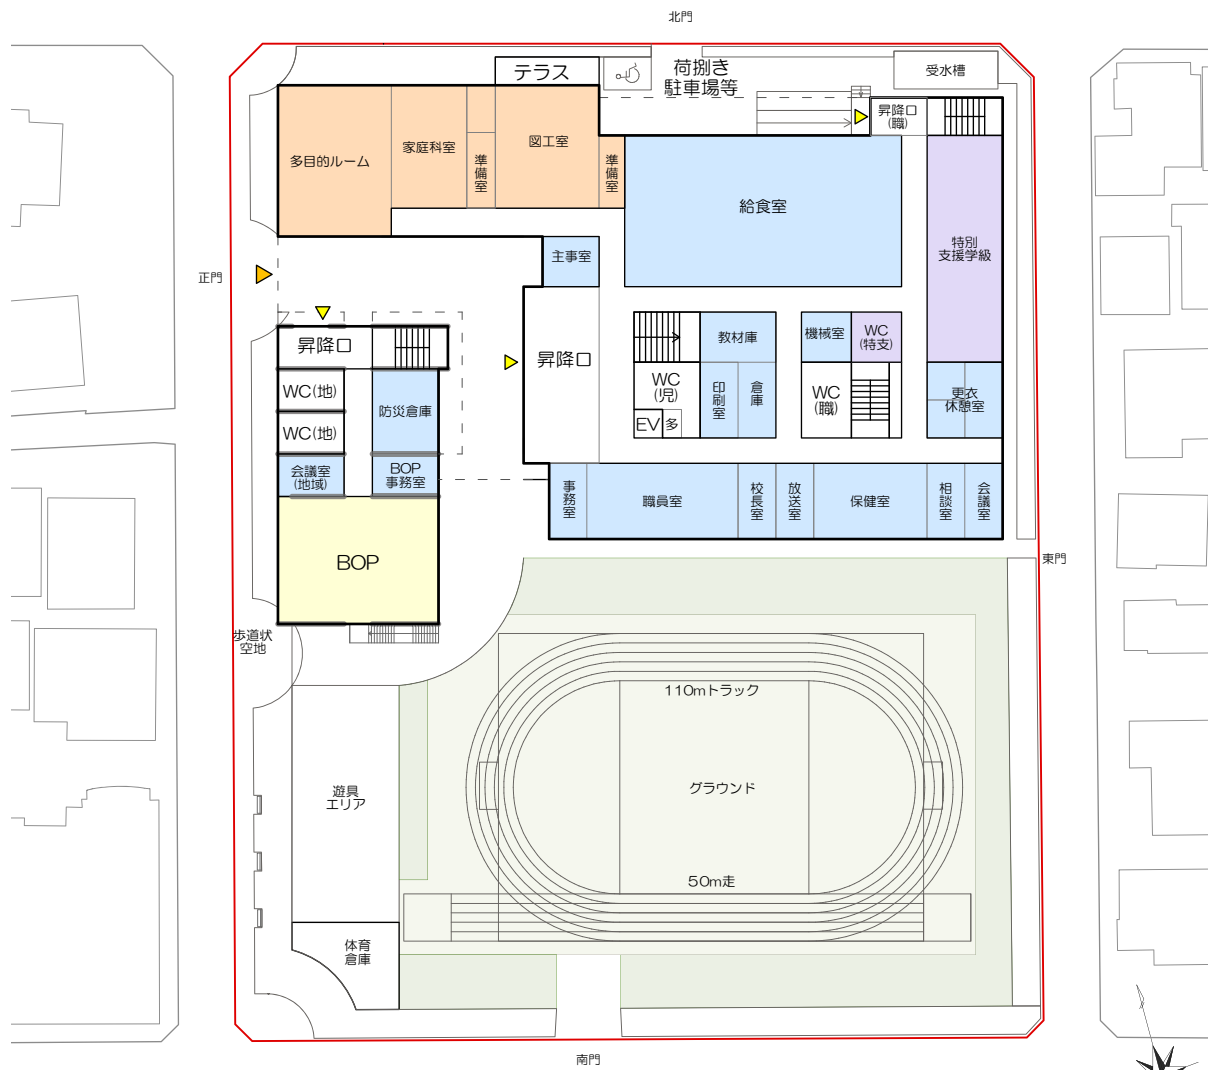 北門
テラス
荷捌き
駐車場等
受水槽
昇降口
(職)
多目的ルーム
家庭科室
準備室
図工室
準備室
給食室
特別
支援学級
主事室
正門
昇降口
昇降口
教材庫
機械室
WC
(特支)
WC(地)
防災倉庫
WC
(児)
印刷室
倉庫
WC
(職)
更衣
休憩室
EV
多
WC(地)
会議室
(地域)
BOP
事務室
事務室
職員室
校長室
放送室
保健室
相談室
会議室
BOP
東門
歩道状
空地
110mトラック
グラウンド
遊具
エリア
50m走
体育
倉庫
南門